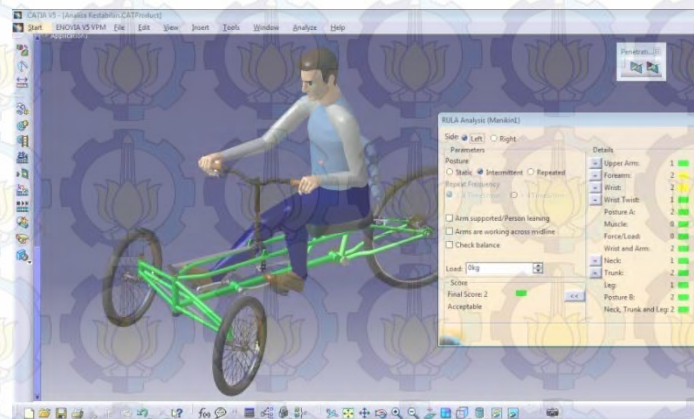 CATIA V5 - [Analisa Kestabilan.CATProduct]
Start ENOVIA V5 VPM File Edit View Insert Tools Window Analyze Help
Applications
Penetrati...
RULA Analysis (Manikin1)
Side Left Right
Parameters
Posture
Static Intermittent Repeated
Repeat Frequency
Arm supported/Person leaning
Arms are working across midline
Check balance
Load: 0kg
Score
Final Score: 2
Acceptable
<<
Details
Upper Arm: 1
Forearm: 2
Wrist: 2
Wrist Twist: 1
Posture A: 2
Muscle: 0
Force/Load: 0
Wrist and Arm: 2
Neck: 1
Trunk: 2
Leg: 1
Posture B: 2
Neck, Trunk and Leg: 2